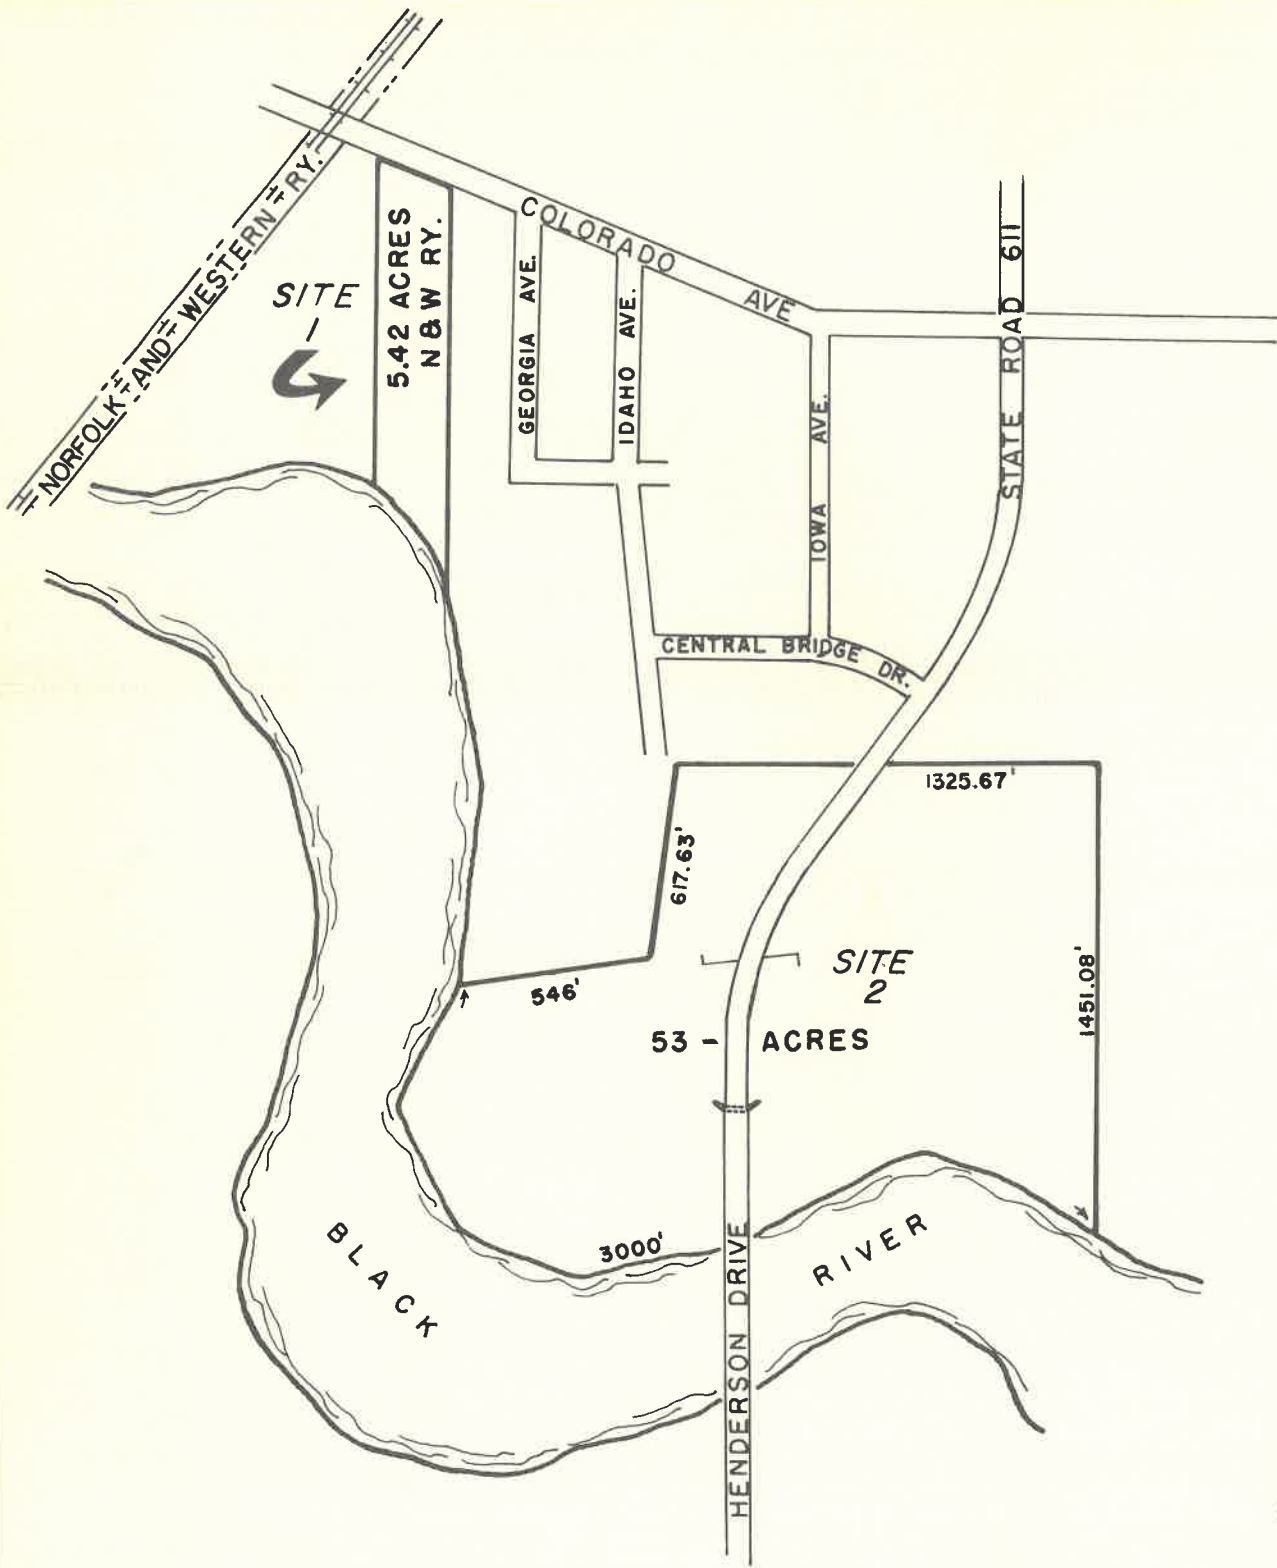 NORFOLK AND WESTERN RY.
SITE
1
5.42 ACRES
N & W RY.
COLORADO AVE
GEORGIA AVE.
IDAHO AVE.
IOWA AVE.
STATE ROAD 611
CENTRAL BRIDGE DR.
1325.67'
617.63'
546'
SITE
2
53 - ACRES
1451.08'
3000'
BLACK RIVER
HENDERSON DRIVE